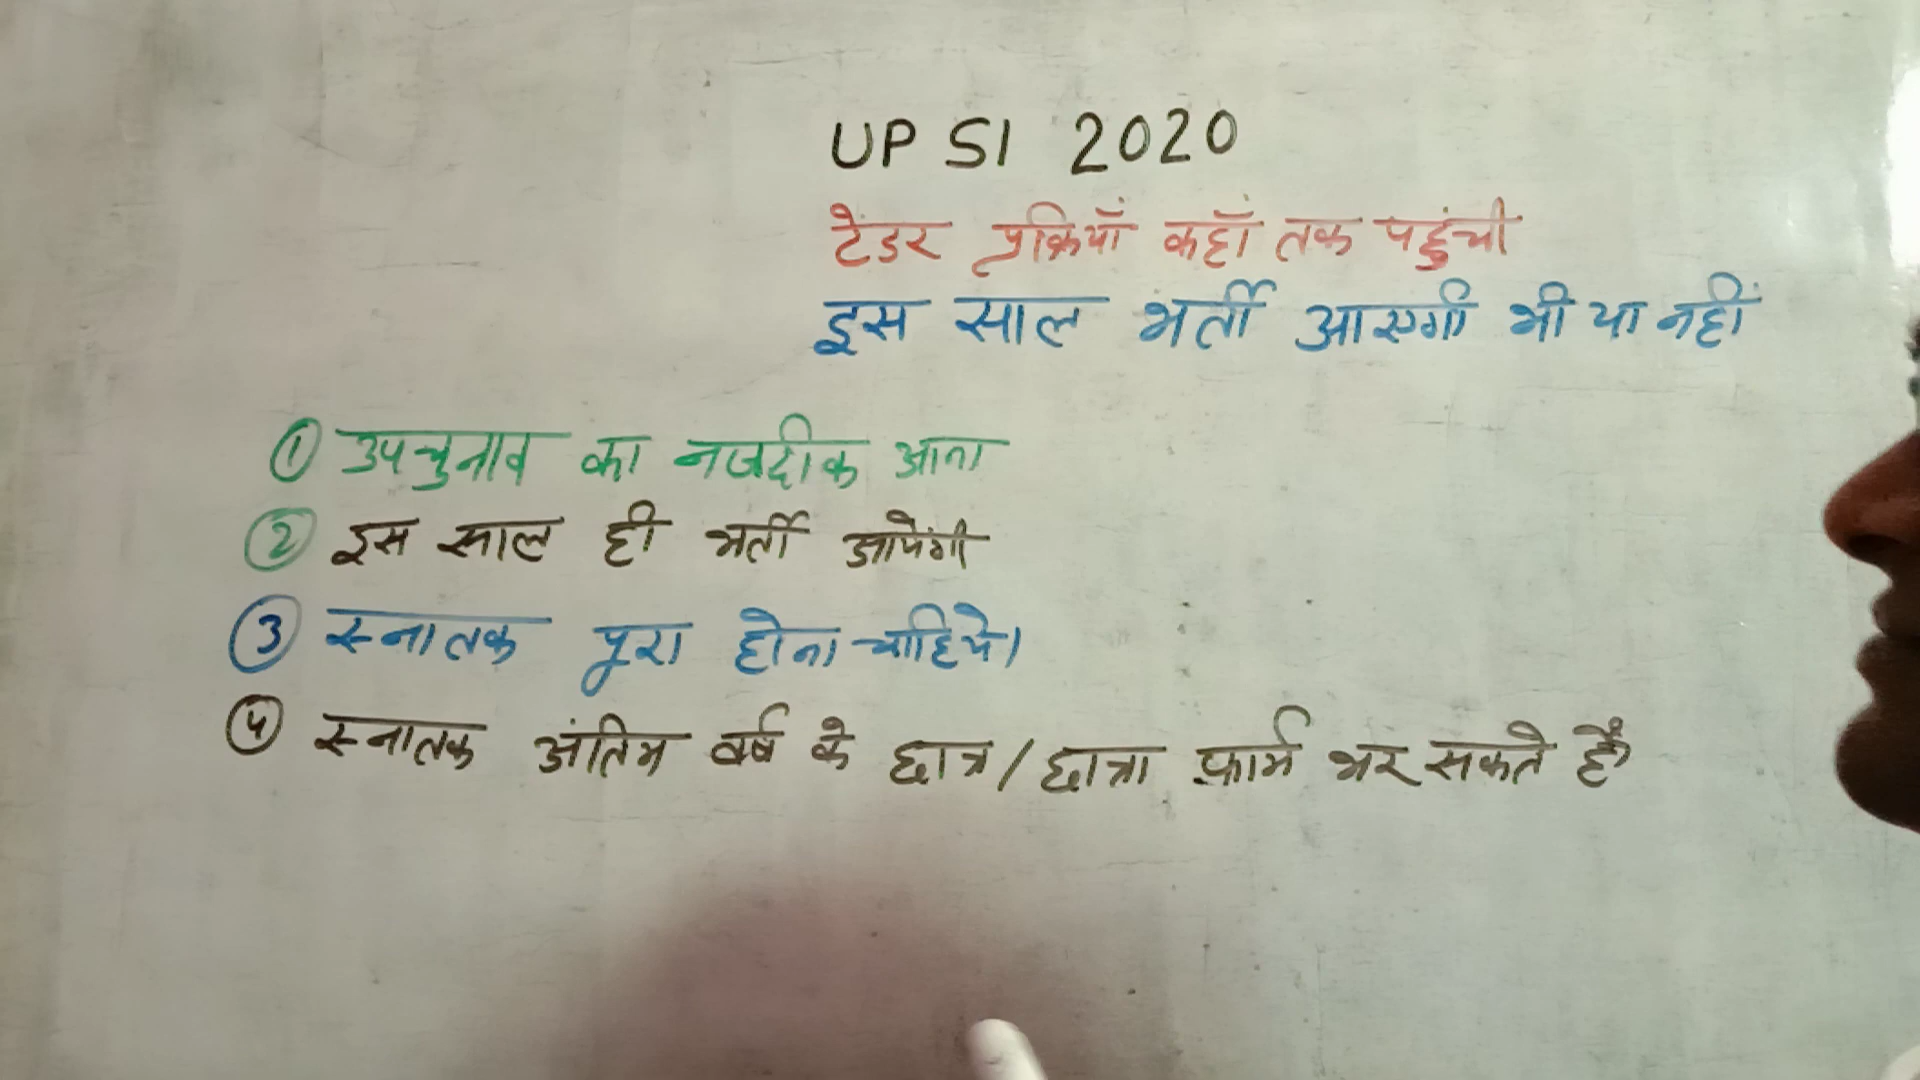 UP SI 2020
टेंडर प्रक्रियाँ कहाँ तक पहुंची
इस साल भर्ती आएगी भी या नहीं
① उपचुनाव का नजदीक आना
② इस साल ही भर्ती आयेगी
③ स्नातक पूरा होना चाहिये।
④ स्नातक अंतिम वर्ष के छात्र/छात्रा फार्म भर सकते हैं